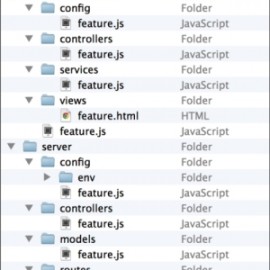 config Folder
feature.js JavaScript
controllers Folder
feature.js JavaScript
services Folder
feature.js JavaScript
views Folder
feature.html HTML
feature.js JavaScript
server Folder
config Folder
env Folder
feature.js JavaScript
controllers Folder
feature.js JavaScript
models Folder
feature.js JavaScript
routes Folder